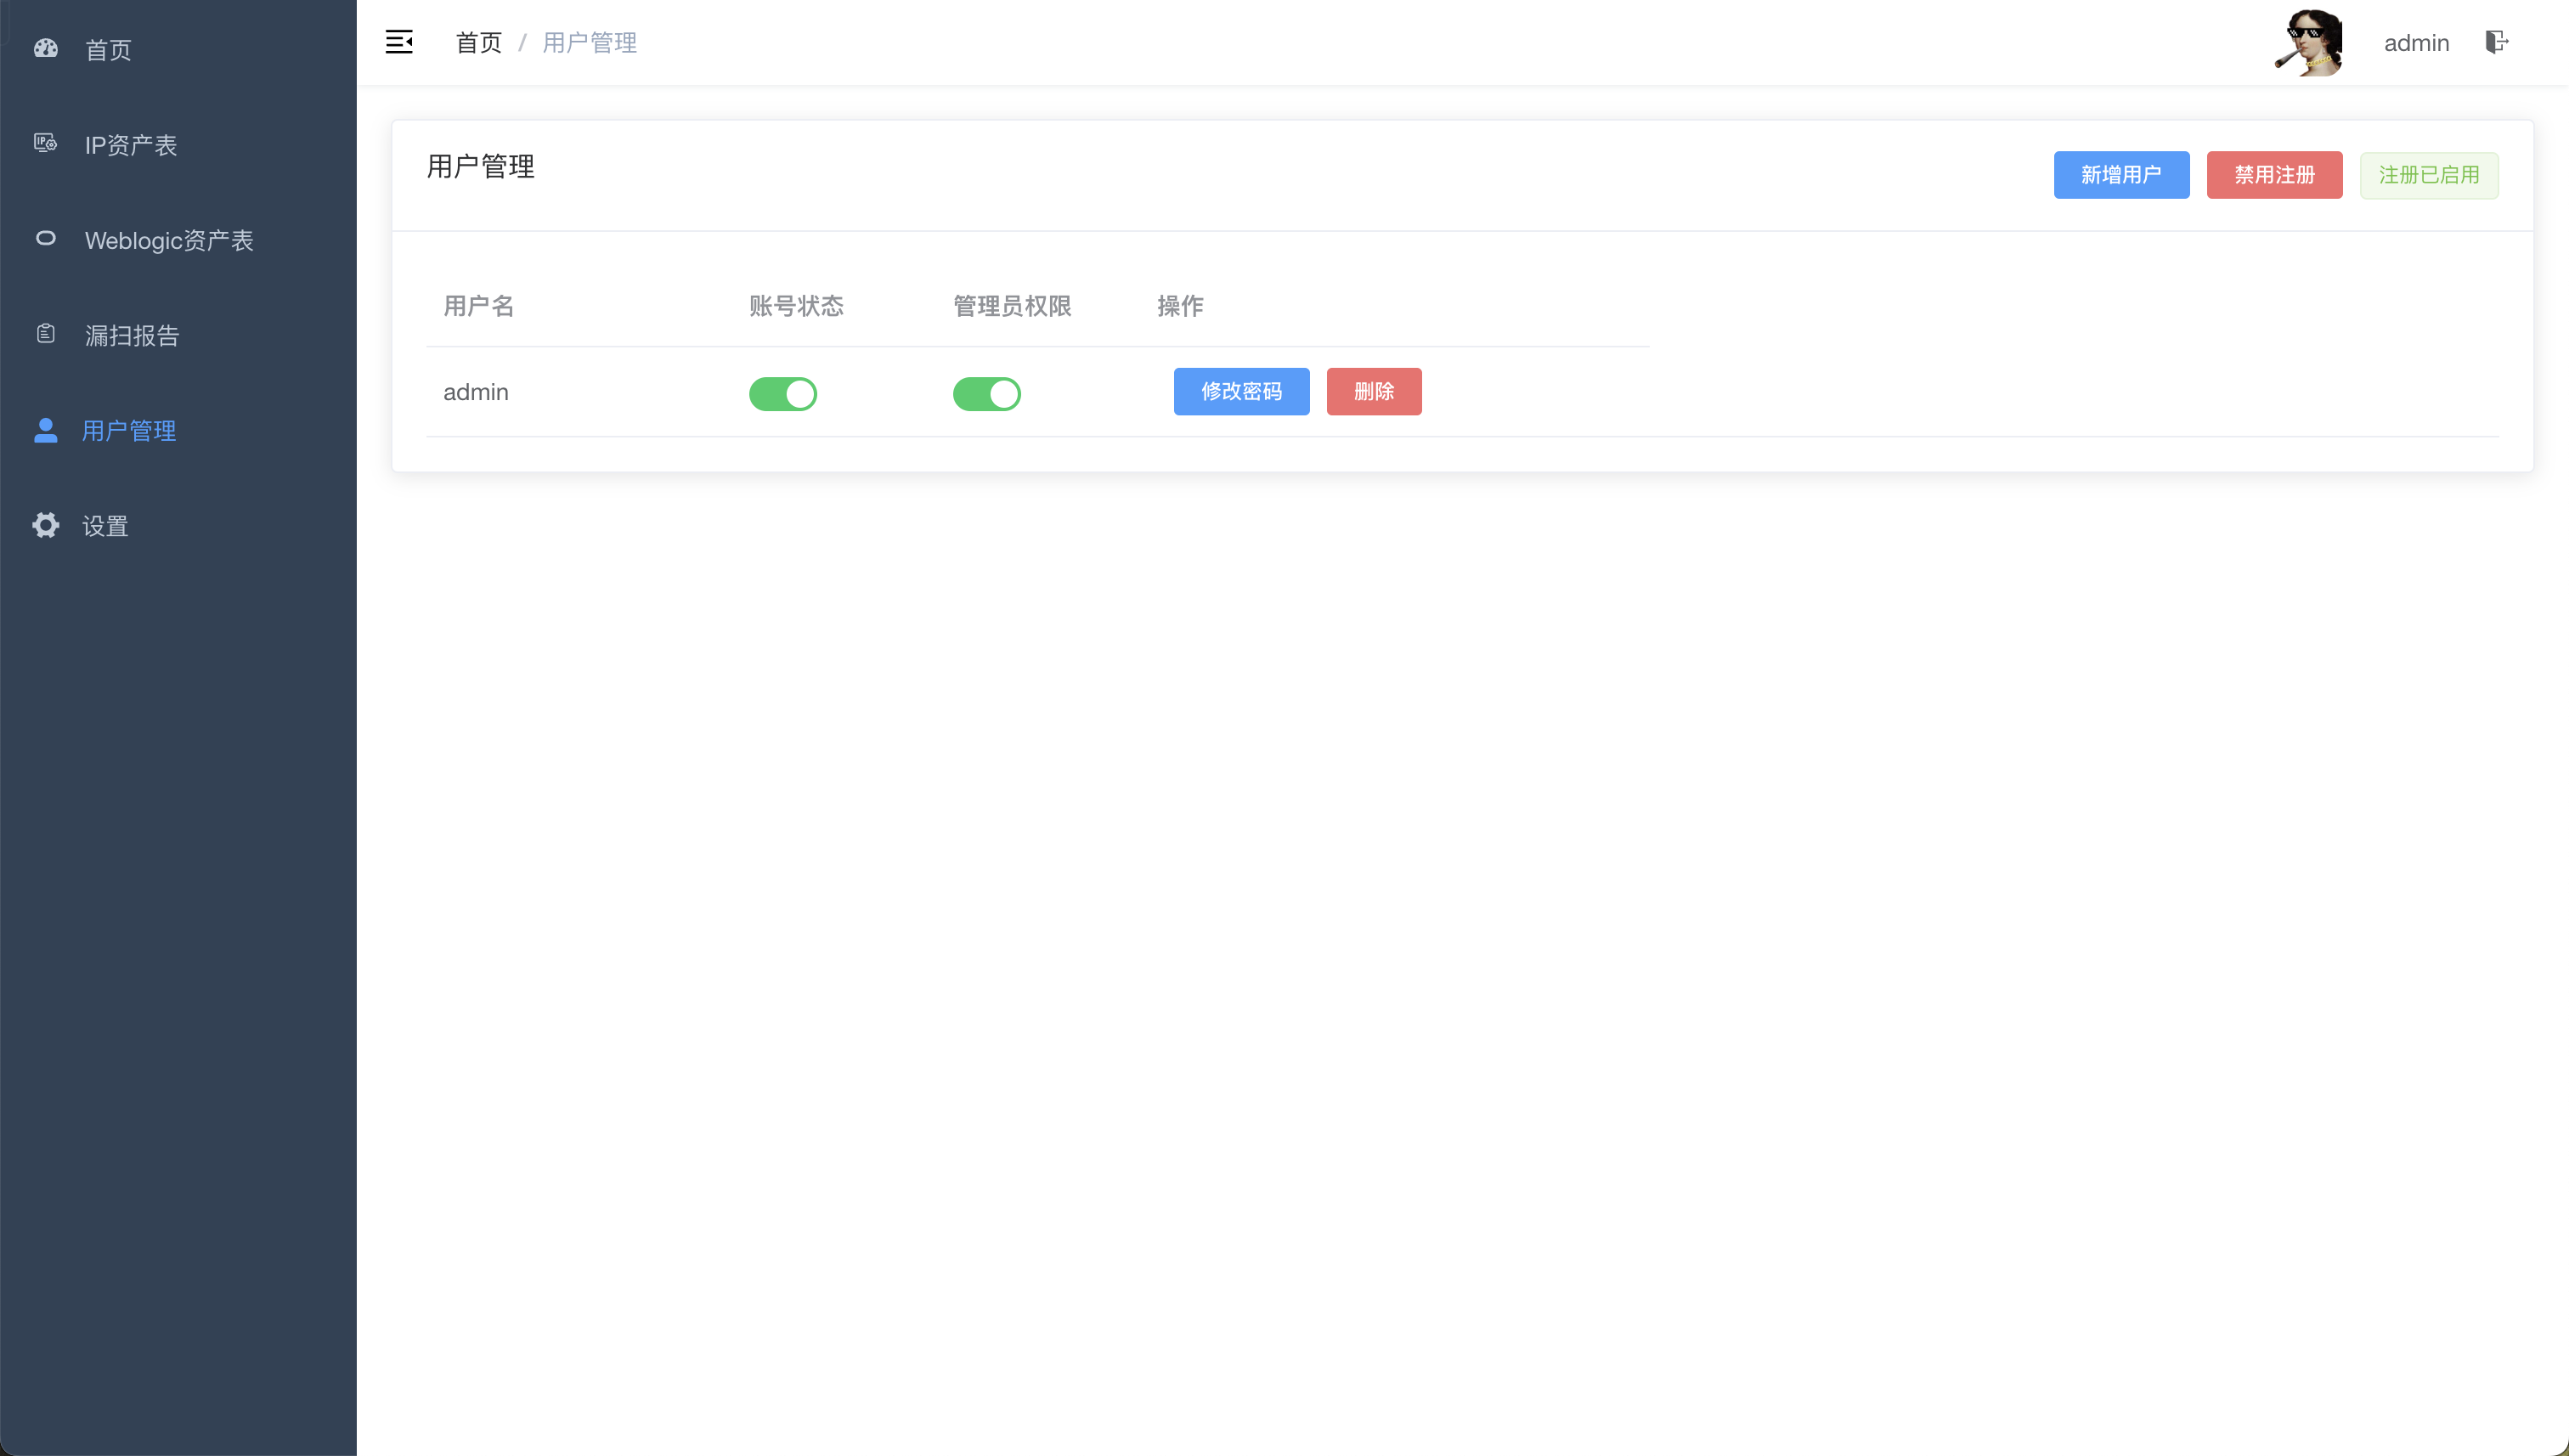 首页
IP资产表
Weblogic资产表
漏扫报告
用户管理
设置
首页 / 用户管理
admin
用户管理
新增用户 禁用注册 注册已启用
用户名 账号状态 管理员权限 操作
admin 修改密码 删除